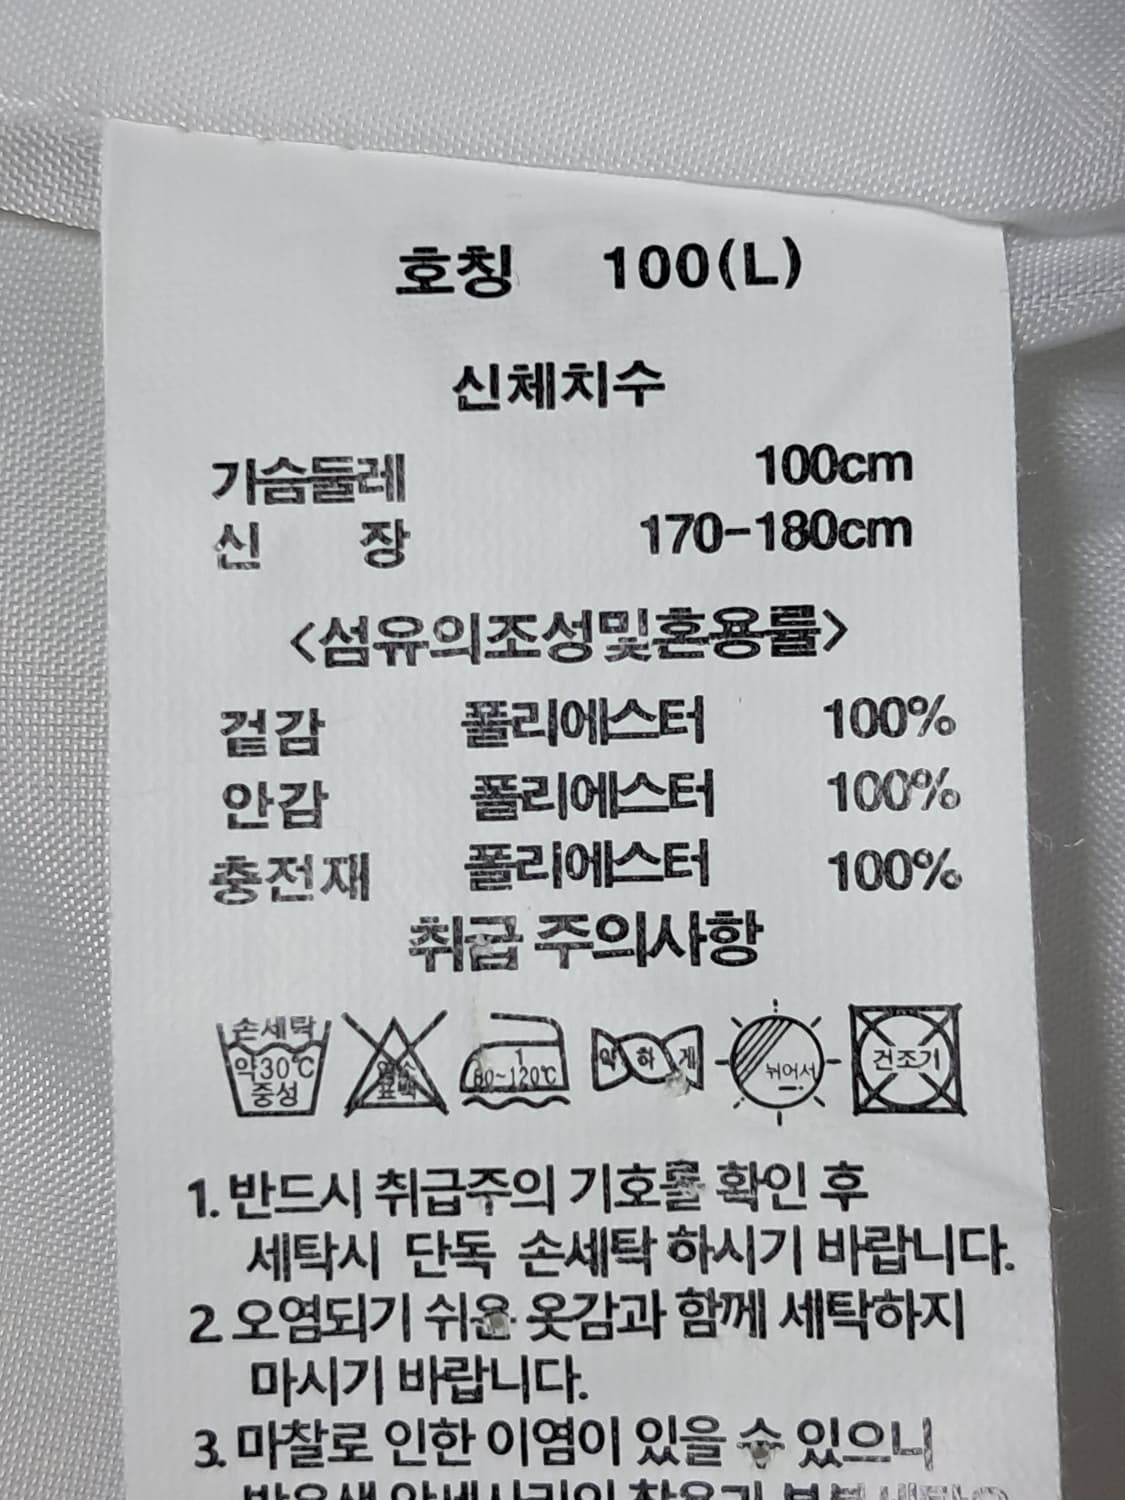 호칭 100(L)
신체치수
가슴둘레 100cm
신 장 170-180cm
<섬유의조성및혼용률>
겉감 폴리에스터 100%
안감 폴리에스터 100%
충전재 폴리에스터 100%
취급 주의사항
손세탁
약30℃
중성
염소
표백
1
80~120℃
약하게
뉘어서
건조기
1. 반드시 취급주의 기호를 확인 후
세탁시 단독 손세탁 하시기 바랍니다.
2 오염되기 쉬운 옷감과 함께 세탁하지
마시기 바랍니다.
3. 마찰로 인한 이염이 있을 수 있으니